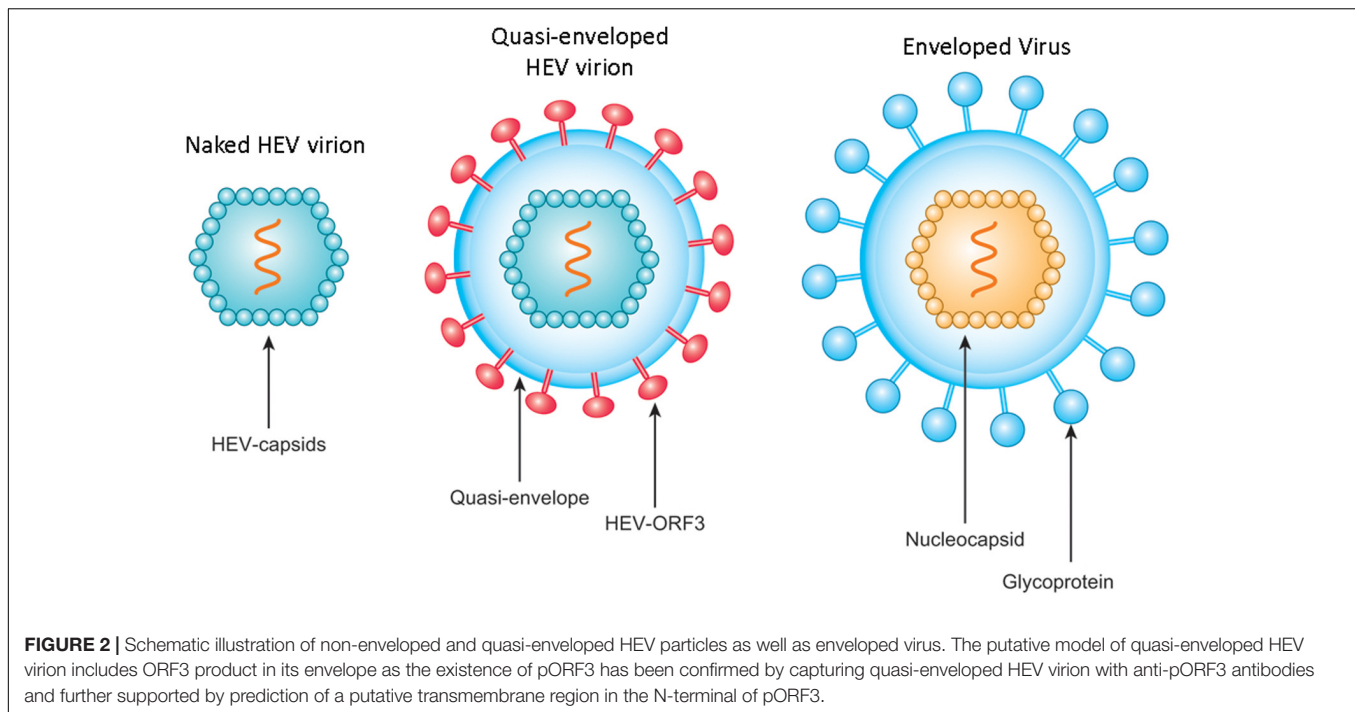 Naked HEV virion
Quasi-enveloped
HEV virion
Enveloped Virus
HEV-capsids
Quasi-envelope
HEV-ORF3
Nucleocapsid
Glycoprotein
FIGURE 2 | Schematic illustration of non-enveloped and quasi-enveloped HEV particles as well as enveloped virus. The putative model of quasi-enveloped HEV
virion includes ORF3 product in its envelope as the existence of pORF3 has been confirmed by capturing quasi-enveloped HEV virion with anti-pORF3 antibodies
and further supported by prediction of a putative transmembrane region in the N-terminal of pORF3.